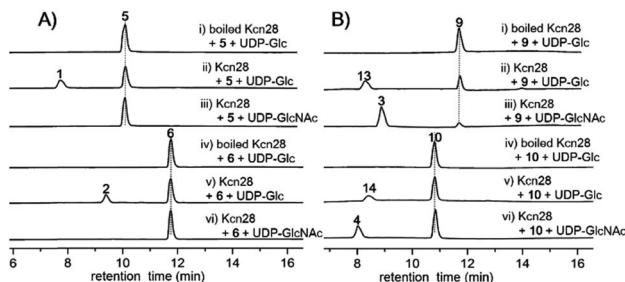 A)
5
i) boiled Kcn28
+ 5 + UDP-Glc
1
ii) Kcn28
+ 5 + UDP-Glc
iii) Kcn28
+ 5 + UDP-GlcNAc
6
iv) boiled Kcn28
+ 6 + UDP-Glc
2
v) Kcn28
+ 6 + UDP-Glc
vi) Kcn28
+ 6 + UDP-GlcNAc
6 8 10 12 14 16
retention time (min)
B)
9
i) boiled Kcn28
+ 9 + UDP-Glc
13
ii) Kcn28
+ 9 + UDP-Glc
3
iii) Kcn28
+ 9 + UDP-GlcNAc
10
iv) boiled Kcn28
+ 10 + UDP-Glc
14
v) Kcn28
+ 10 + UDP-Glc
4
vi) Kcn28
+ 10 + UDP-GlcNAc
8 10 12 14 16
retention time (min)